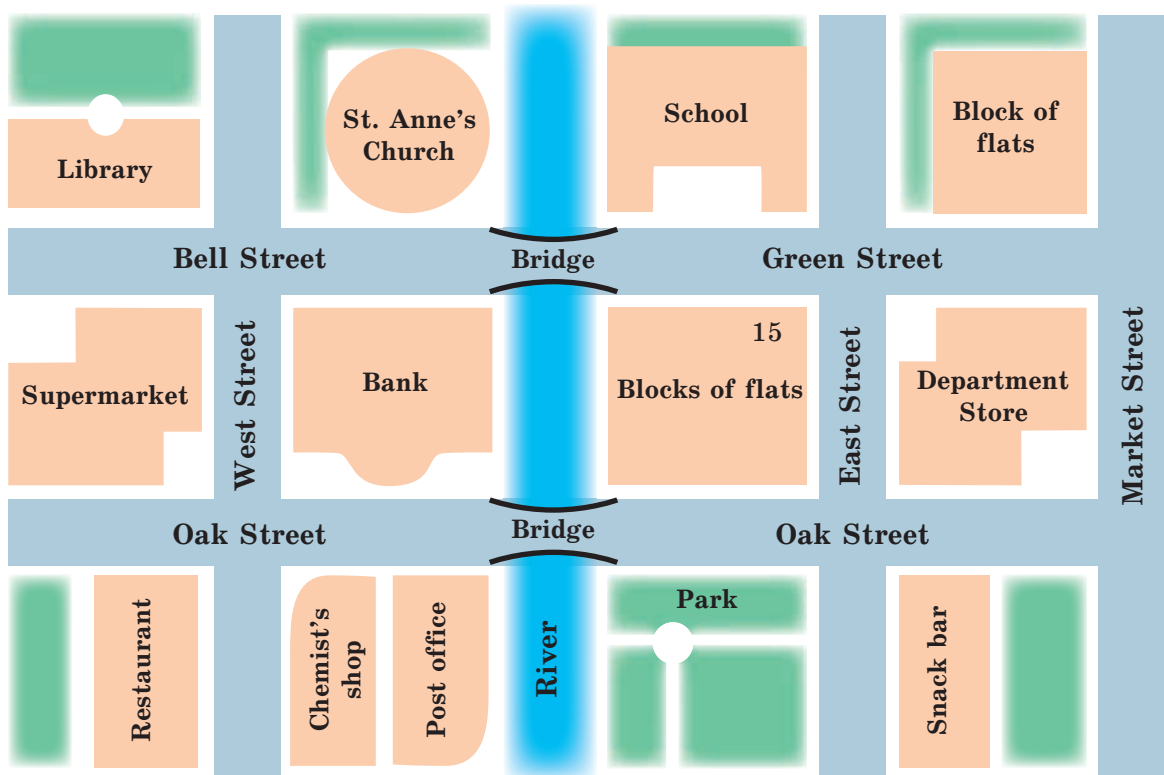 St. Anne's
Church
School
Block of
flats
Library
Bell Street
Bridge
Green Street
Supermarket
West Street
Bank
15
Blocks of flats
East Street
Department
Store
Market Street
Oak Street
Bridge
Oak Street
Restaurant
Chemist's
shop
Post office
River
Park
Snack bar